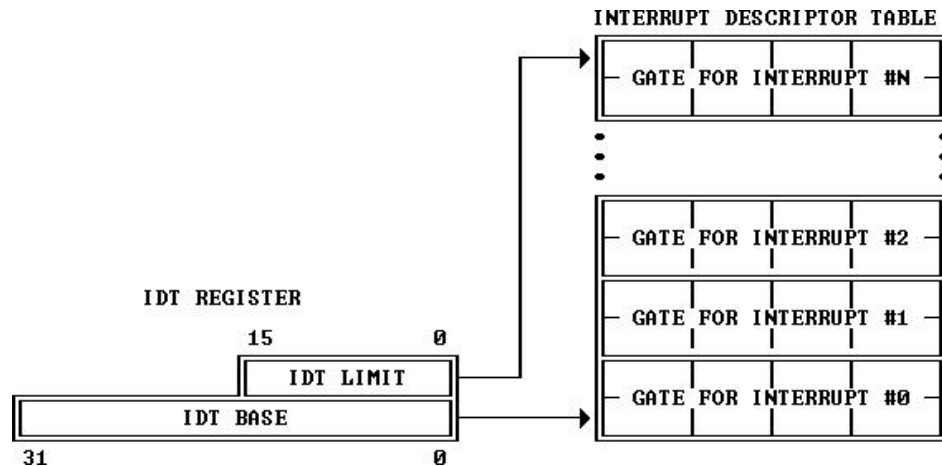 INTERRUPT DESCRIPTOR TABLE
GATE FOR INTERRUPT #N
GATE FOR INTERRUPT #2
IDT REGISTER
GATE FOR INTERRUPT #1
15 0
IDT LIMIT
GATE FOR INTERRUPT #0
IDT BASE
31 0